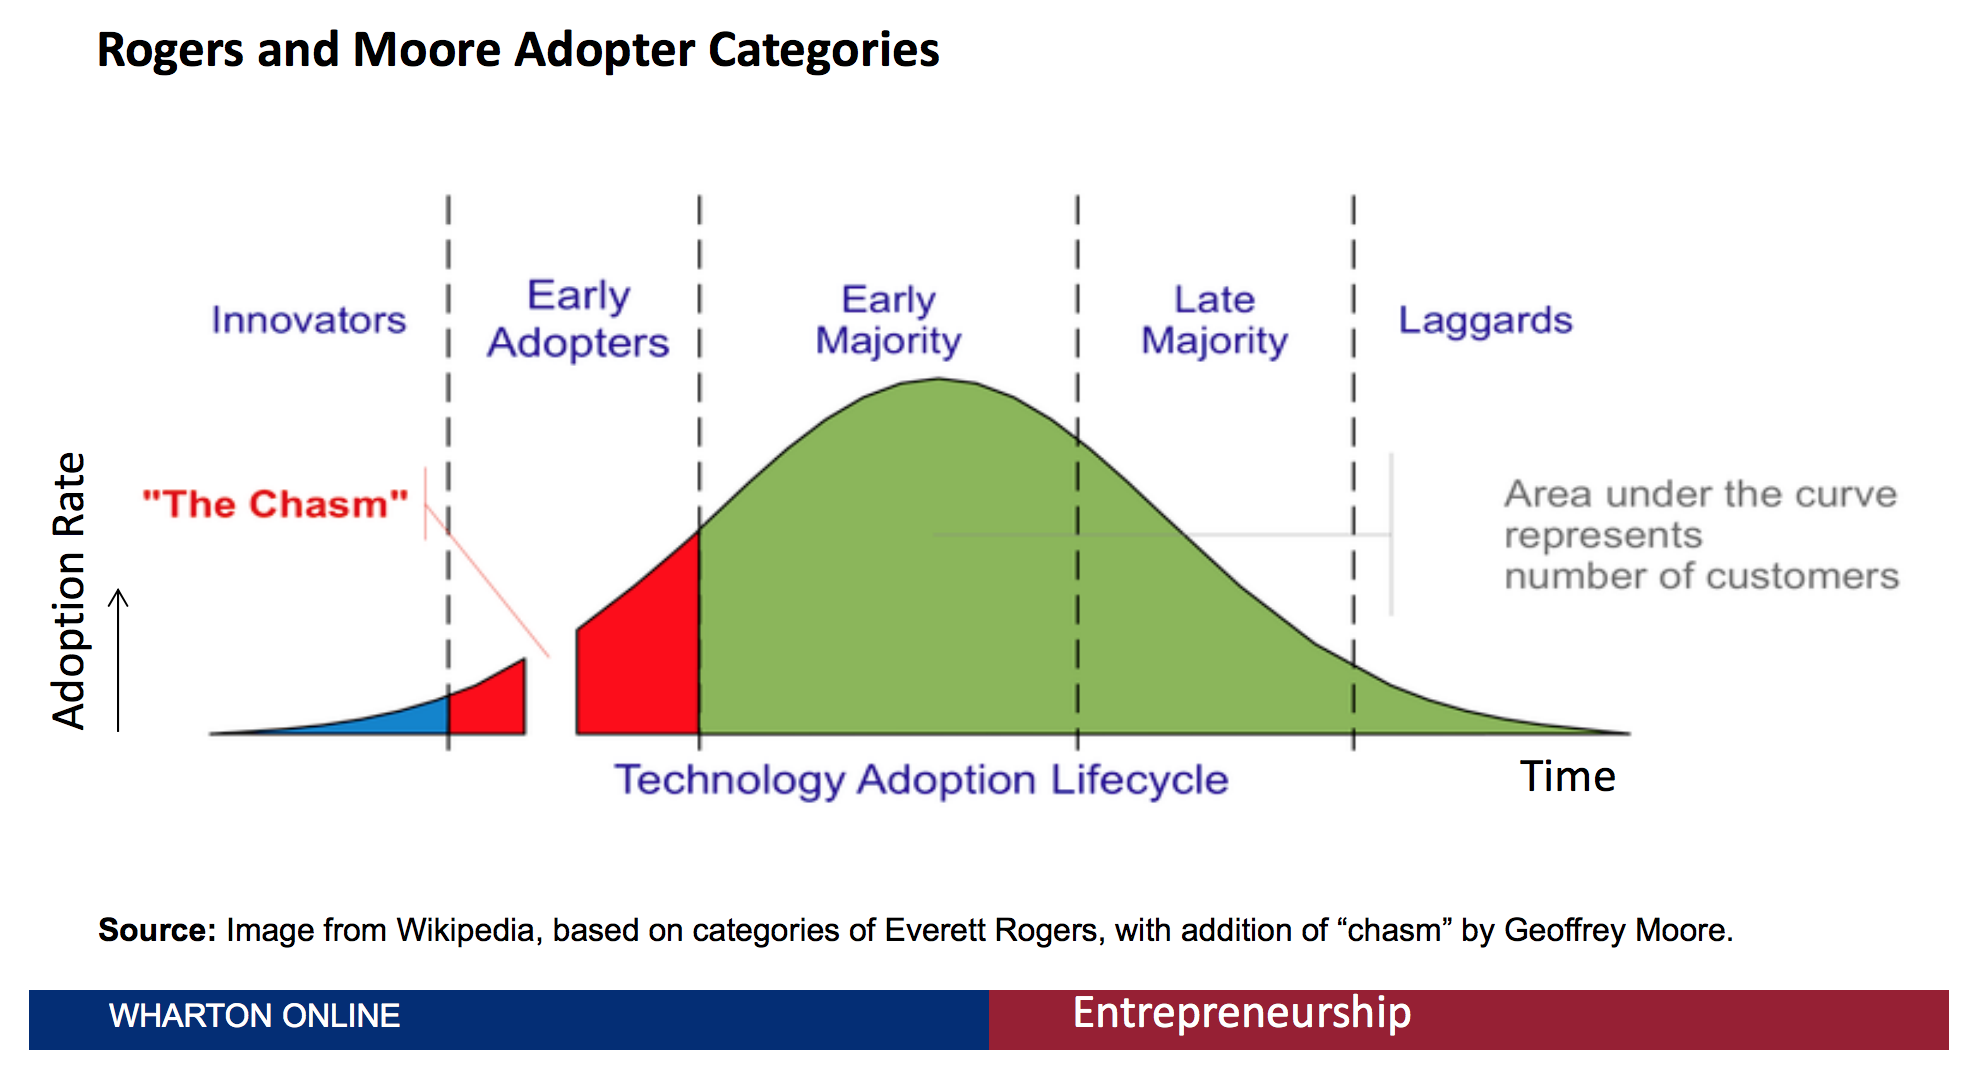 Rogers and Moore Adopter Categories
Innovators
Early
Adopters
Early
Majority
Late
Majority
Laggards
"The Chasm"
Adoption Rate
Area under the curve
represents
number of customers
Technology Adoption Lifecycle
Time
Source: Image from Wikipedia, based on categories of Everett Rogers, with addition of “chasm” by Geoffrey Moore.
WHARTON ONLINE
Entrepreneurship